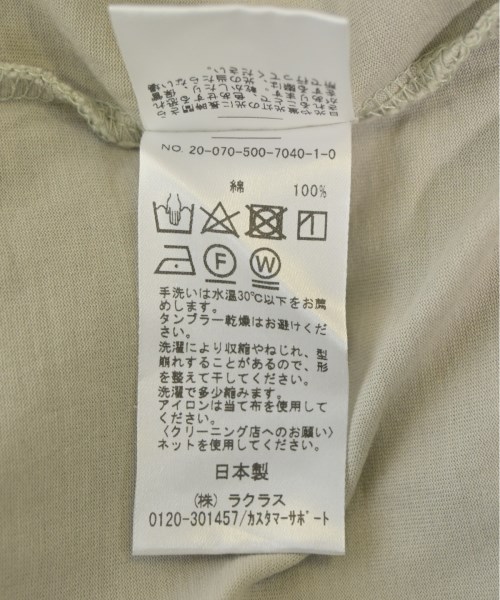 NO. 20-070-500-7040-1-0
綿 100%
F W
手洗いは水温30℃以下をお薦
めします。
タンブラー乾燥はお避けくだ
さい。
洗濯により収縮やねじれ、型
崩れすることがあるので、形
を整えて干してください。
洗濯で多少縮みます。
アイロンは当て布を使用して
ください。
〈クリーニング店へのお願い〉
ネットを使用してください。
日本製
(株) ラクラス
0120-301457/カスタマーサポート